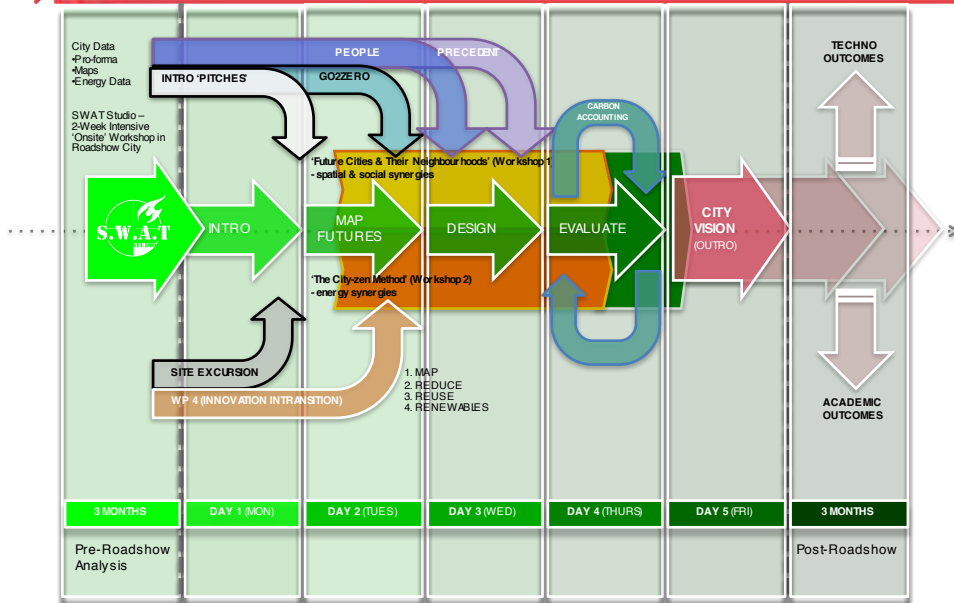 City Data
•Pro-forma
•Maps
•Energy Data
SWAT Studio –
2-Week Intensive
'Onsite' Workshop in
Roadshow City
PEOPLE
PRECEDENT
INTRO 'PITCHES'
GO2ZERO
CARBON
ACCOUNTING
TECHNO
OUTCOMES
'Future Cities & Their Neighbourhoods' (Workshop 1)
- spatial & social synergies
S.W.A.T
STUDIO
INTRO
MAP
FUTURES
DESIGN
EVALUATE
CITY
VISION
(OUTRO)
'The City-zen Method' (Workshop 2)
- energy synergies
SITE EXCURSION
WP 4 (INNOVATION INTRANSITION)
1. MAP
2. REDUCE
3. REUSE
4. RENEWABLES
ACADEMIC
OUTCOMES
3 MONTHS
DAY 1 (MON)
DAY 2 (TUES)
DAY 3 (WED)
DAY 4 (THURS)
DAY 5 (FRI)
3 MONTHS
Pre-Roadshow
Analysis
Post-Roadshow